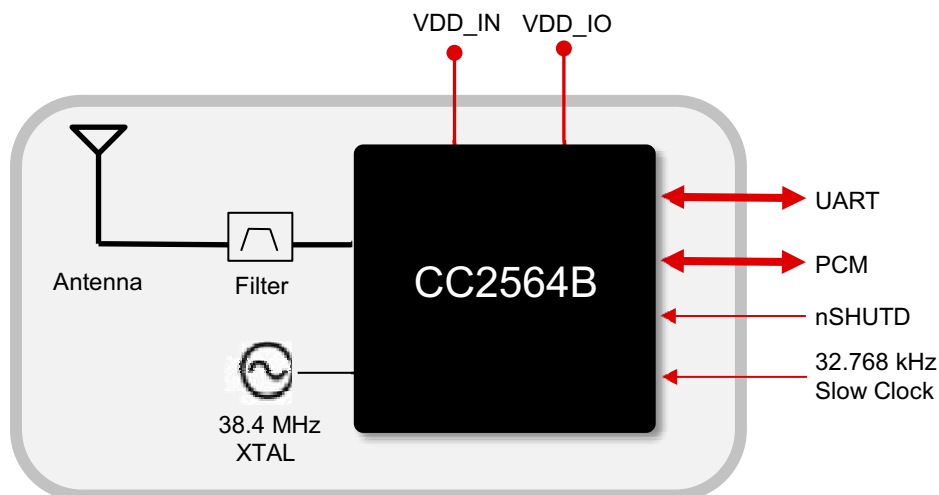 VDD_IN VDD_IO
UART
PCM
CC2564B
Antenna
Filter
nSHUTD
32.768 kHz
Slow Clock
38.4 MHz
XTAL